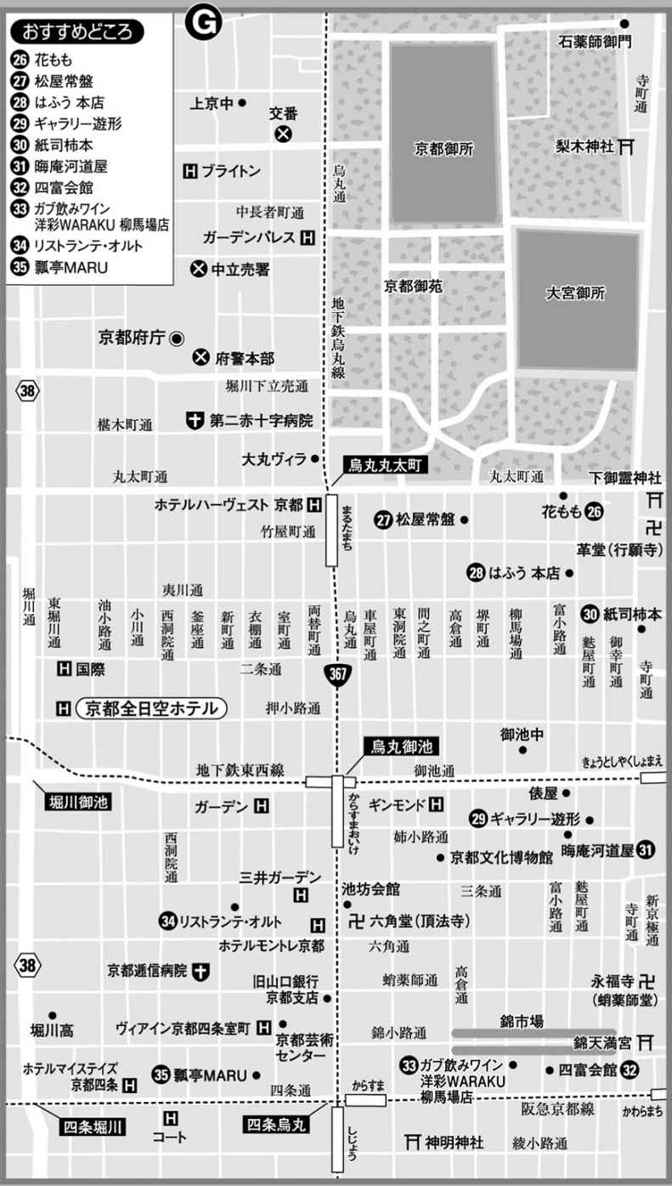 G
おすすめどころ
26 花もも
27 松屋常盤
28 はふう 本店
29 ギャラリー遊形
30 紙司柿本
31 晦庵河道屋
32 四富会館
33 ガブ飲みワイン
洋彩WARAKU 柳馬場店
34 リストランテ・オルト
35 瓢亭MARU
石薬師御門
寺町通
上京中
交番
京都御所
梨木神社
H ブライトン
烏丸通
中長者町通
ガーデンパレス H
中立売署
京都御苑
大宮御所
地下鉄烏丸線
京都府庁
府警本部
38
堀川下立売通
椹木町通
第二赤十字病院
大丸ヴィラ
烏丸丸太町
丸太町通
丸太町通
下御霊神社
ホテルハーヴェスト 京都 H
まるたまち
27 松屋常盤
花もも 26
竹屋町通
革堂(行願寺)
28 はふう 本店
夷川通
堀川通
東堀川通
油小路通
小川通
西洞院通
釜座通
新町通
衣棚通
室町通
両替町通
烏丸通
車屋町通
東洞院通
間之町通
高倉通
堺町通
柳馬場通
富小路通
麩屋町通
御幸町通
寺町通
30 紙司柿本
H 国際
二条通
367
H 京都全日空ホテル
押小路通
御池中
烏丸御池
きょうとしやくしょまえ
地下鉄東西線
御池通
堀川御池
ガーデン H
からすまおいけ
ギンモンド H
俵屋
29 ギャラリー遊形
西洞院通
姉小路通
京都文化博物館
晦庵河道屋 31
三井ガーデン
H
池坊会館
三条通
富小路通
麩屋町通
寺町通
新京極通
34 リストランテ・オルト
H
六角堂(頂法寺)
ホテルモントレ京都
六角通
38
京都逓信病院
旧山口銀行
京都支店
蛸薬師通
高倉通
永福寺
(蛸薬師堂)
堀川高
ヴィアイン京都四条室町 H
京都芸術
センター
錦小路通
錦市場
錦天満宮
ホテルマイステイズ
京都四条 H
35 瓢亭MARU
33 ガブ飲みワイン
洋彩WARAKU
柳馬場店
四富会館 32
四条通
からすま
阪急京都線
かわらまち
四条堀川
H
コート
四条烏丸
しじょう
神明神社
綾小路通